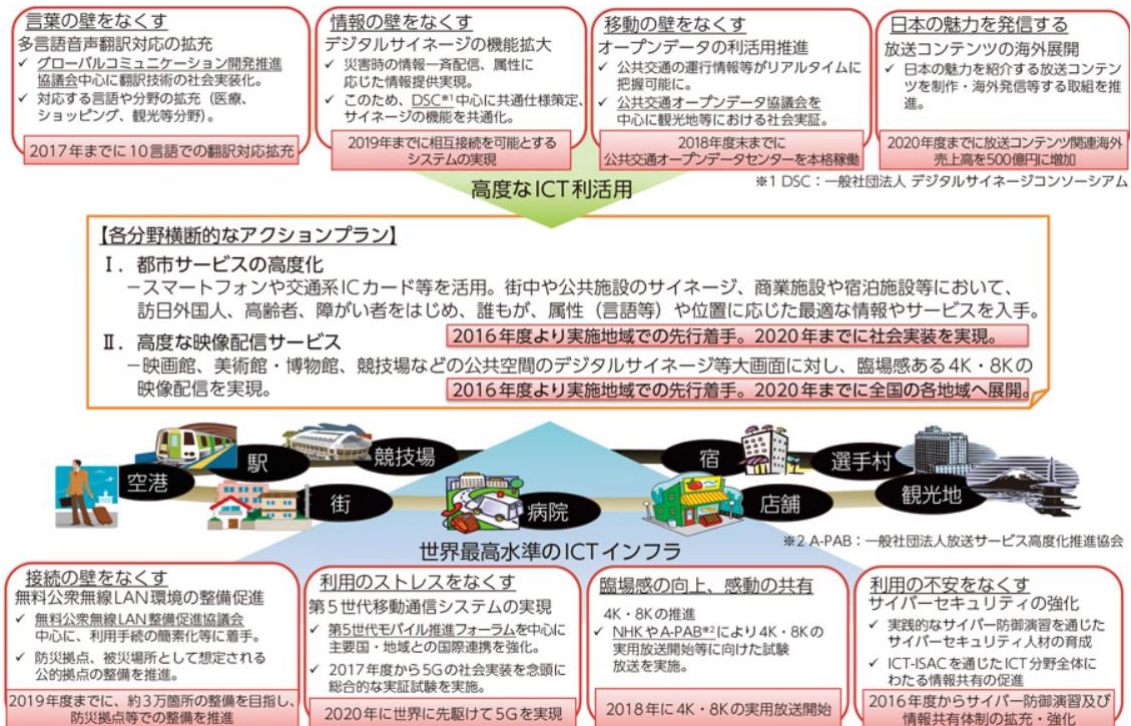 言葉の壁をなくす
多言語音声翻訳対応の拡充
✓ グローバルコミュニケーション開発推進
協議会中心に翻訳技術の社会実装化。
✓ 対応する言語や分野の拡充（医療、
ショッピング、観光等分野）。
2017年までに10言語での翻訳対応拡充
情報の壁をなくす
デジタルサイネージの機能拡大
✓ 災害時の情報一斉配信、属性に
応じた情報提供実現。
✓ このため、DSC※1中心に共通仕様策定、
サイネージの機能を共通化。
2019年までに相互接続を可能とする
システムの実現
移動の壁をなくす
オープンデータの利活用推進
✓ 公共交通の運行情報等がリアルタイムに
把握可能に。
✓ 公共交通オープンデータ協議会を
中心に観光地等における社会実証。
2018年度末までに
公共交通オープンデータセンターを本格稼働
日本の魅力を発信する
放送コンテンツの海外展開
✓ 日本の魅力を紹介する放送コンテン
ツを制作・海外発信等する取組を推
進。
2020年度までに放送コンテンツ関連海外
売上高を500億円に増加
高度なICT利活用
※1 DSC：一般社団法人 デジタルサイネージコンソーシアム
【各分野横断的なアクションプラン】
Ⅰ．都市サービスの高度化
－スマートフォンや交通系ICカード等を活用。街中や公共施設のサイネージ、商業施設や宿泊施設等において、
訪日外国人、高齢者、障がい者をはじめ、誰もが、属性（言語等）や位置に応じた最適な情報やサービスを入手。
2016年度より実施地域での先行着手。2020年までに社会実装を実現。
Ⅱ．高度な映像配信サービス
－映画館、美術館・博物館、競技場などの公共空間のデジタルサイネージ等大画面に対し、臨場感ある4K・8Kの
映像配信を実現。
2016年度より実施地域での先行着手。2020年までに全国の各地域へ展開。
空港
駅
街
競技場
病院
宿
店舗
選手村
観光地
世界最高水準のICTインフラ
※2 A-PAB：一般社団法人放送サービス高度化推進協会
接続の壁をなくす
無料公衆無線LAN環境の整備促進
✓ 無料公衆無線LAN整備促進協議会
中心に、利用手続の簡素化等に着手。
✓ 防災拠点、被災場所として想定される
公的拠点の整備を推進。
2019年度までに、約3万箇所の整備を目指し、
防災拠点等での整備を推進
利用のストレスをなくす
第5世代移動通信システムの実現
✓ 第5世代モバイル推進フォーラムを中心に
主要国・地域との国際連携を強化。
✓ 2017年度から5Gの社会実装を念頭に
総合的な実証試験を実施。
2020年に世界に先駆けて5Gを実現
臨場感の向上、感動の共有
4K・8Kの推進
✓ NHKやA-PAB※2により4K・8Kの
実用放送開始等に向けた試験
放送を実施。
2018年に4K・8Kの実用放送開始
利用の不安をなくす
サイバーセキュリティの強化
✓ 実践的なサイバー防御演習を通じた
サイバーセキュリティ人材の育成
✓ ICT-ISACを通じたICT分野全体に
わたる情報共有の促進
2016年度からサイバー防御演習及び
情報共有体制の拡充・強化